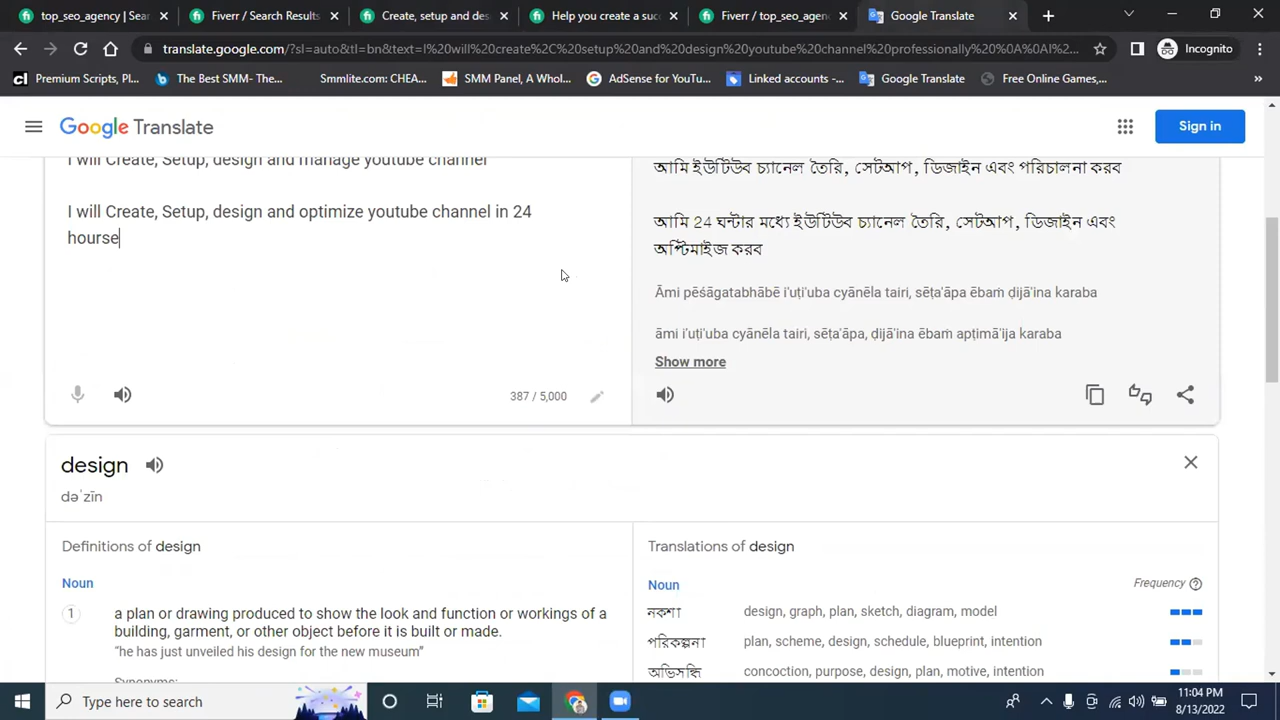 top_seo_agency | Sear
Fiverr / Search Results
Create, setup and des
Help you create a suc
Fiverr / top_seo_agen
Google Translate
translate.google.com/?sl=auto&tl=bn&text=I%20will%20create%2C%20setup%20and%20design%20youtube%20channel%20professionally%20%0A%0AI...
Incognito
Premium Scripts, Pl...
The Best SMM- The...
Smmlite.com: CHEA...
SMM Panel, A Whol...
AdSense for YouTu...
Linked accounts -...
Google Translate
Free Online Games,...
Google Translate
Sign in
I will Create, Setup, design and manage youtube channel
I will Create, Setup, design and optimize youtube channel in 24
hourse
387 / 5,000
আমি ইউটিউব চ্যানেল তৈরি, সেটআপ, ডিজাইন এবং পরিচালনা করব
আমি 24 ঘন্টার মধ্যে ইউটিউব চ্যানেল তৈরি, সেটআপ, ডিজাইন এবং
অপ্টিমাইজ করব
Āmi pēśāgatabhābē i'uṭi'uba cyānēla tairi, sēṭa'āpa ēbaṁ ḍijā'ina karaba
āmi i'uṭi'uba cyānēla tairi, sēṭa'āpa, ḍijā'ina ēbaṁ apṭimā'ija karaba
Show more
design
dəˈzīn
Definitions of design
Noun
1
a plan or drawing produced to show the look and function or workings of a
building, garment, or other object before it is built or made.
"he has just unveiled his design for the new museum"
Synonyms:
Translations of design
Noun
Frequency
নকশা design, graph, plan, sketch, diagram, model
পরিকল্পনা plan, scheme, design, schedule, blueprint, intention
অভিসন্ধি concoction, purpose, design, plan, motive, intention
Type here to search
11:04 PM
8/13/2022